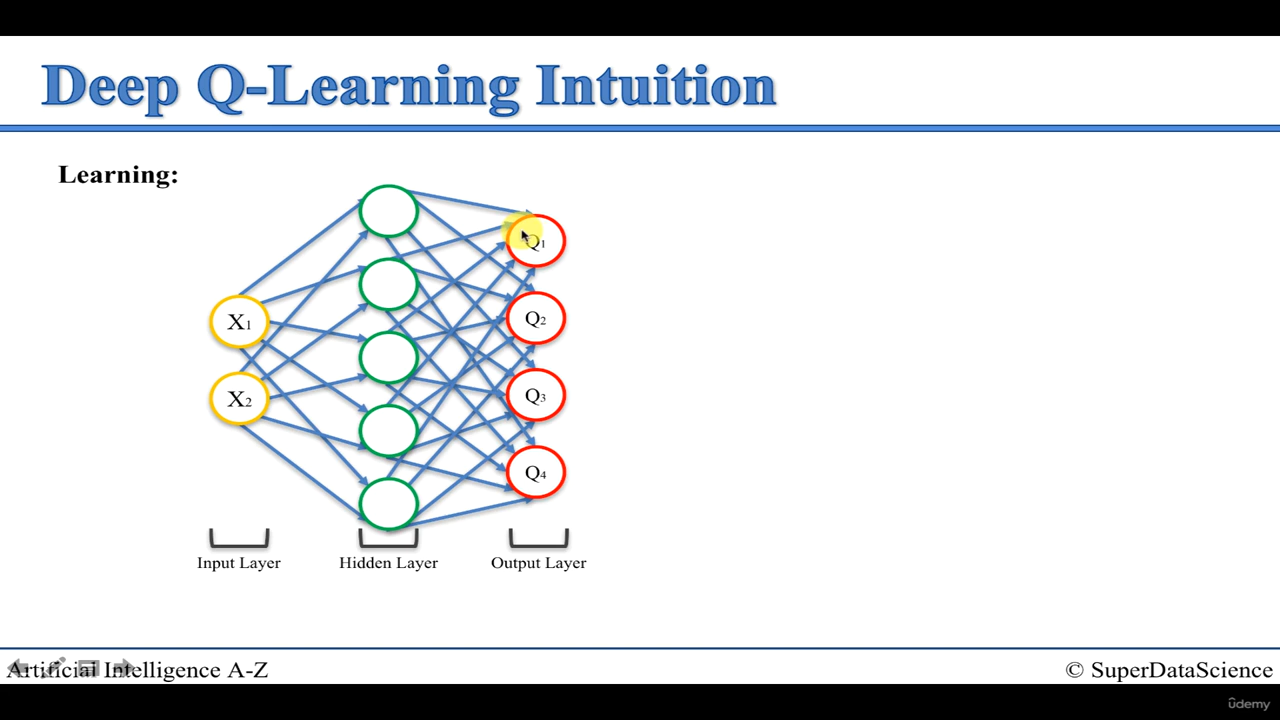 Deep Q-Learning Intuition
Learning:
X1
X2
Q1
Q2
Q3
Q4
Input Layer
Hidden Layer
Output Layer
Artificial Intelligence A-Z
© SuperDataScience
ûdemy